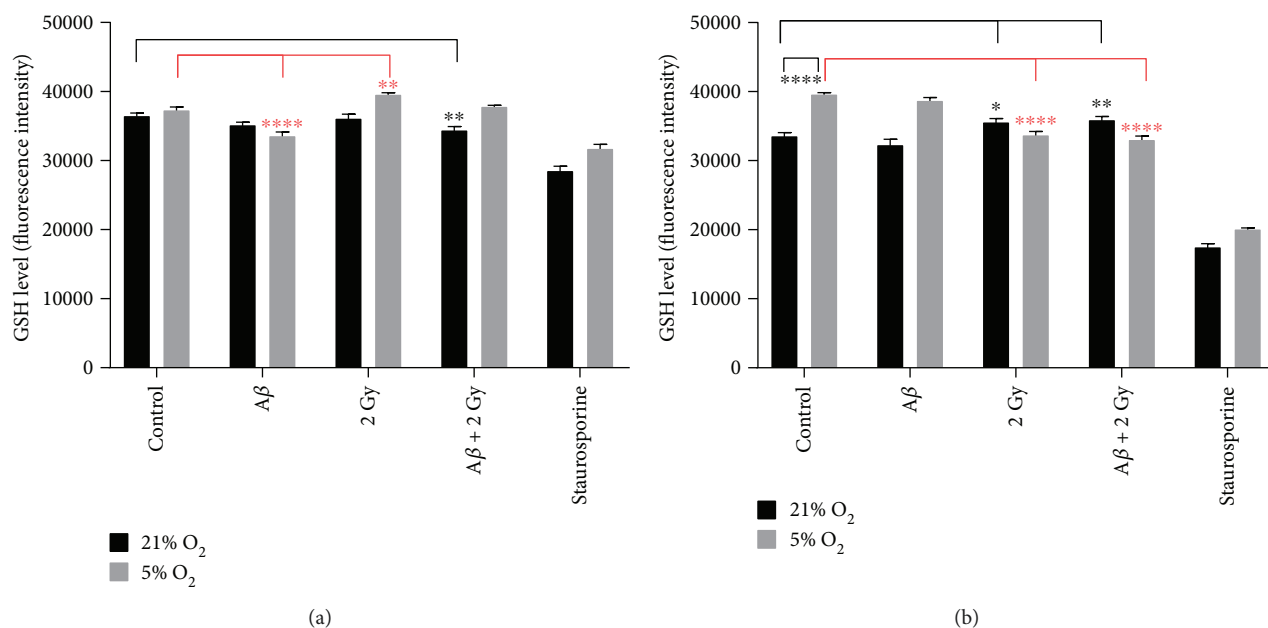 GSH level (fluorescence intensity)
50000
40000
30000
20000
10000
0
****
**
**
Control
Aβ
2 Gy
Aβ + 2 Gy
Staurosporine
21% O2
5% O2
(a)
GSH level (fluorescence intensity)
50000
40000
30000
20000
10000
0
****
*
****
**
****
Control
Aβ
2 Gy
Aβ + 2 Gy
Staurosporine
21% O2
5% O2
(b)